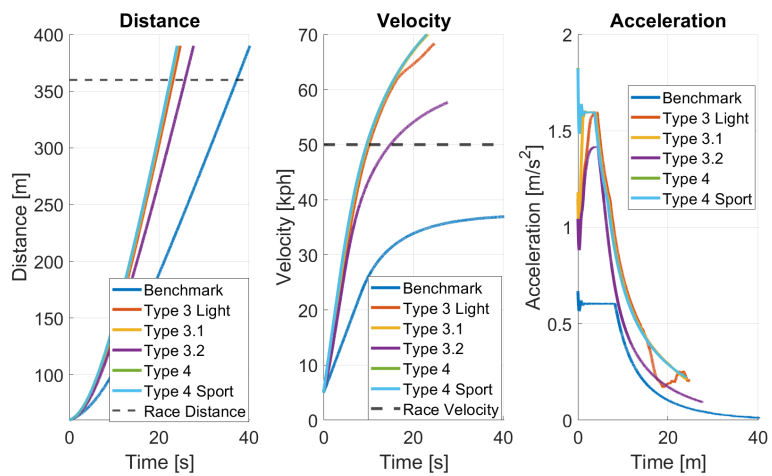 Distance
400
350
300
250
200
150
100
0
20
40
Distance [m]
Time [s]
Benchmark
Type 3 Light
Type 3.1
Type 3.2
Type 4
Type 4 Sport
Race Distance
Velocity
70
60
50
40
30
20
10
0
0
20
40
Velocity [kph]
Time [s]
Benchmark
Type 3 Light
Type 3.1
Type 3.2
Type 4
Type 4 Sport
Race Velocity
Acceleration
2
1.5
1
0.5
0
0
20
40
Acceleration [m/s²]
Time [m]
Benchmark
Type 3 Light
Type 3.1
Type 3.2
Type 4
Type 4 Sport